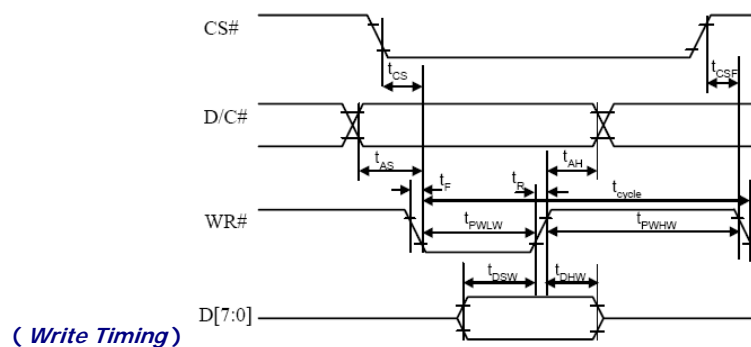 CS#
tCS
tCSF
D/C#
tAS
tAH
tF
tR
tcycle
WR#
tPWLW
tPWHW
tDSW
tDHW
D[7:0]
( Write Timing )